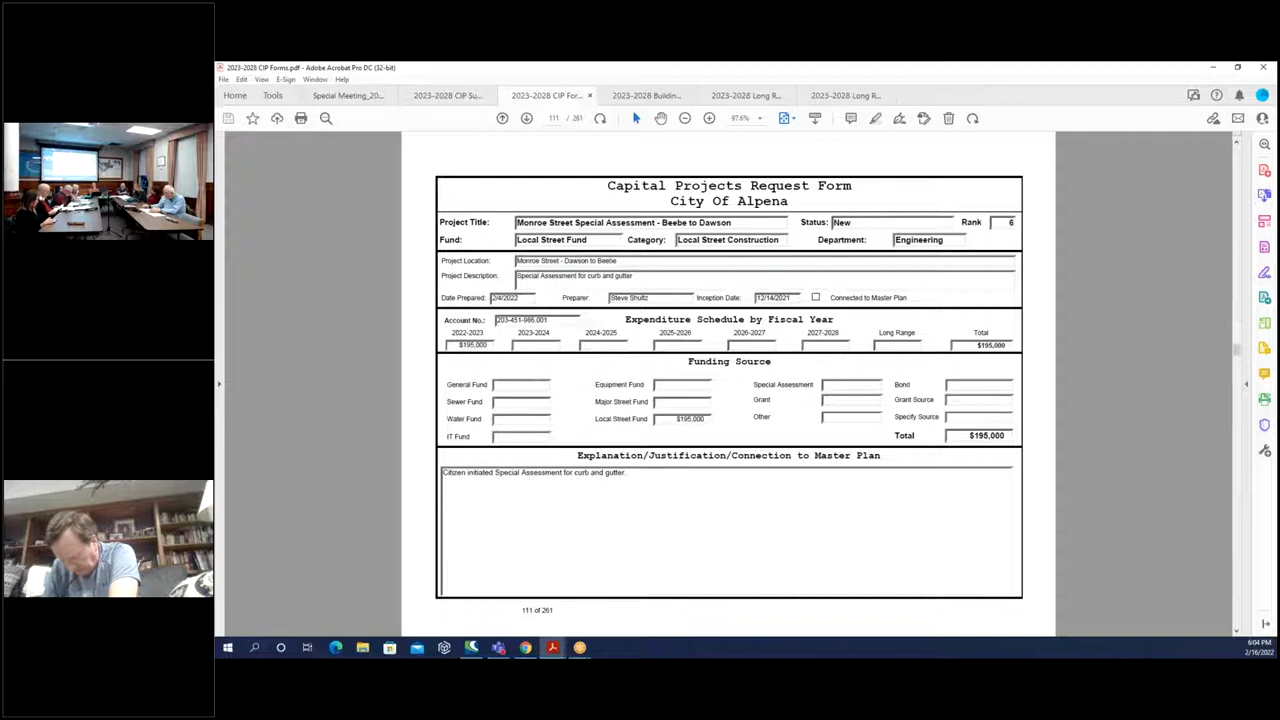 2023-2028 CIP Forms.pdf - Adobe Acrobat Pro DC (32-bit)
File Edit View E-Sign Window Help
Home Tools Special Meeting_20... 2023-2028 CIP Su... 2023-2028 CIP For... × 2023-2028 Buildin... 2023-2028 Long R... 2023-2028 Long R...
111 / 261 97.6%
Capital Projects Request Form
City Of Alpena
Project Title: Monroe Street Special Assessment - Beebe to Dawson Status: New Rank 6
Fund: Local Street Fund Category: Local Street Construction Department: Engineering
Project Location: Monroe Street - Dawson to Beebe
Project Description: Special Assessment for curb and gutter
Date Prepared: 2/4/2022 Preparer: Steve Shultz Inception Date: 12/14/2021 Connected to Master Plan
Account No.: 203-451-986.001 Expenditure Schedule by Fiscal Year
2022-2023 2023-2024 2024-2025 2025-2026 2026-2027 2027-2028 Long Range Total
$195,000 $195,000
Funding Source
General Fund Equipment Fund Special Assessment Bond
Sewer Fund Major Street Fund Grant Grant Source
Water Fund Local Street Fund $195,000 Other Specify Source
IT Fund Total $195,000
Explanation/Justification/Connection to Master Plan
Citizen initiated Special Assessment for curb and gutter.
111 of 261
6:04 PM
2/16/2022